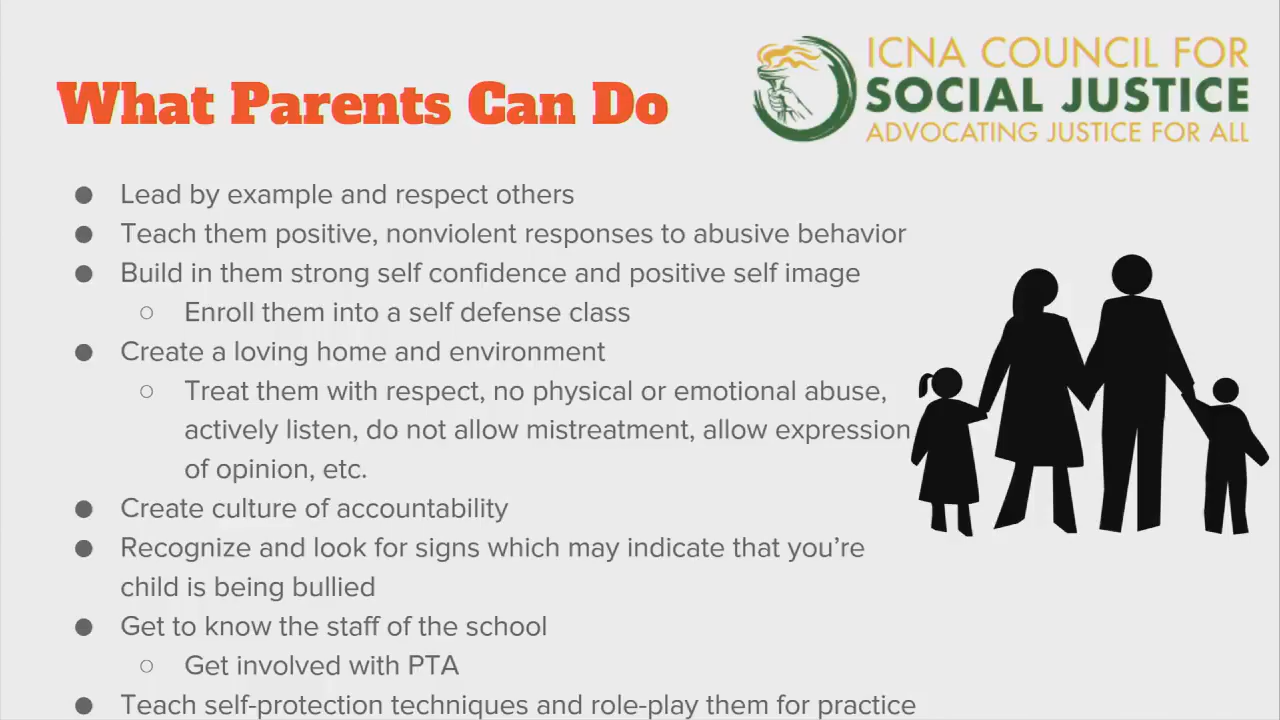 What Parents Can Do
ICNA COUNCIL FOR
SOCIAL JUSTICE
ADVOCATING JUSTICE FOR ALL
● Lead by example and respect others
● Teach them positive, nonviolent responses to abusive behavior
● Build in them strong self confidence and positive self image
○ Enroll them into a self defense class
● Create a loving home and environment
○ Treat them with respect, no physical or emotional abuse,
actively listen, do not allow mistreatment, allow expression
of opinion, etc.
● Create culture of accountability
● Recognize and look for signs which may indicate that you’re
child is being bullied
● Get to know the staff of the school
○ Get involved with PTA
● Teach self-protection techniques and role-play them for practice